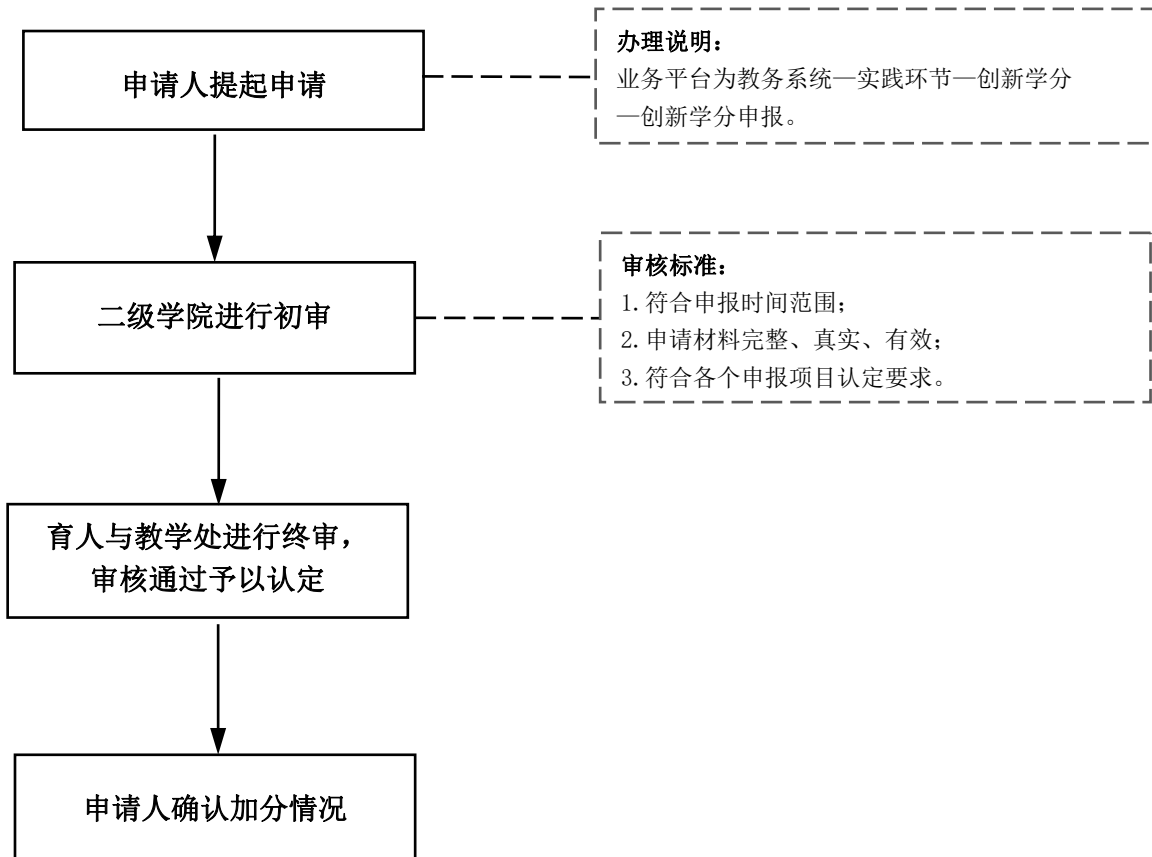 申请人提起申请
办理说明：
业务平台为教务系统—实践环节—创新学分
—创新学分申报。
二级学院进行初审
审核标准：
1.符合申报时间范围；
2.申请材料完整、真实、有效；
3.符合各个申报项目认定要求。
育人与教学处进行终审，
审核通过予以认定
申请人确认加分情况